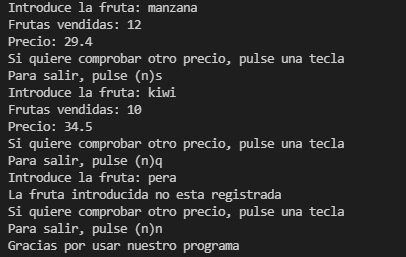 Introduce la fruta: manzana
Frutas vendidas: 12
Precio: 29.4
Si quiere comprobar otro precio, pulse una tecla
Para salir, pulse (n)s
Introduce la fruta: kiwi
Frutas vendidas: 10
Precio: 34.5
Si quiere comprobar otro precio, pulse una tecla
Para salir, pulse (n)q
Introduce la fruta: pera
La fruta introducida no esta registrada
Si quiere comprobar otro precio, pulse una tecla
Para salir, pulse (n)n
Gracias por usar nuestro programa